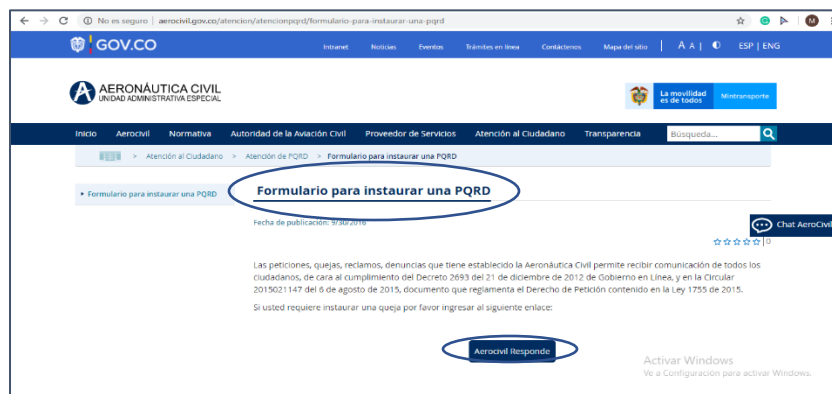 No es seguro | aerocivil.gov.co/atencion/atencionpqrd/formulario-para-instaurar-una-pqrd
M
GOV.CO
Intranet Noticias Eventos Trámites en línea Contáctenos Mapa del sitio A A ESP | ENG
AERONÁUTICA CIVIL
UNIDAD ADMINISTRATIVA ESPECIAL
La movilidad
es de todos
Mintransporte
Inicio Aerocivil Normativa Autoridad de la Aviación Civil Proveedor de Servicios Atención al Ciudadano Transparencia Búsqueda...
> Atención al Ciudadano > Atención de PQRD > Formulario para instaurar una PQRD
Formulario para instaurar una PQRD
Formulario para instaurar una PQRD
Fecha de publicación: 9/30/2016
Chat AeroCivil
0
Las peticiones, quejas, reclamos, denuncias que tiene establecido la Aeronáutica Civil permite recibir comunicación de todos los
ciudadanos, de cara al cumplimiento del Decreto 2693 del 21 de diciembre de 2012 de Gobierno en Línea, y en la Circular
2015021147 del 6 de agosto de 2015, documento que reglamenta el Derecho de Petición contenido en la Ley 1755 de 2015.
Si usted requiere instaurar una queja por favor ingresar al siguiente enlace:
Aerocivil Responde
Activar Windows
Ve a Configuración para activar Windows.